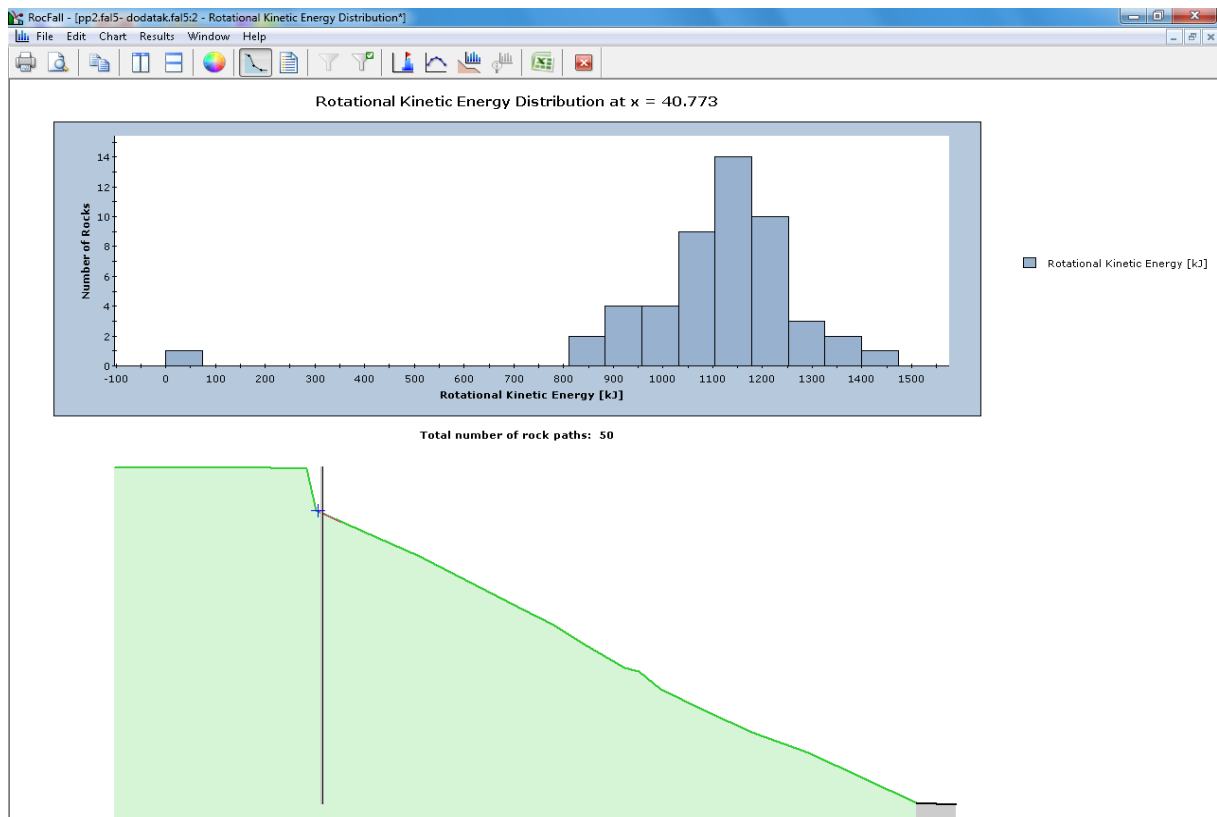 RocFall - [pp2.fal5- dodatak.fal5:2 - Rotational Kinetic Energy Distribution*]
File Edit Chart Results Window Help
Rotational Kinetic Energy Distribution at x = 40.773
14
12
10
8
6
4
2
0
Number of Rocks
-100 0 100 200 300 400 500 600 700 800 900 1000 1100 1200 1300 1400 1500
Rotational Kinetic Energy [kJ]
Rotational Kinetic Energy [kJ]
Total number of rock paths: 50